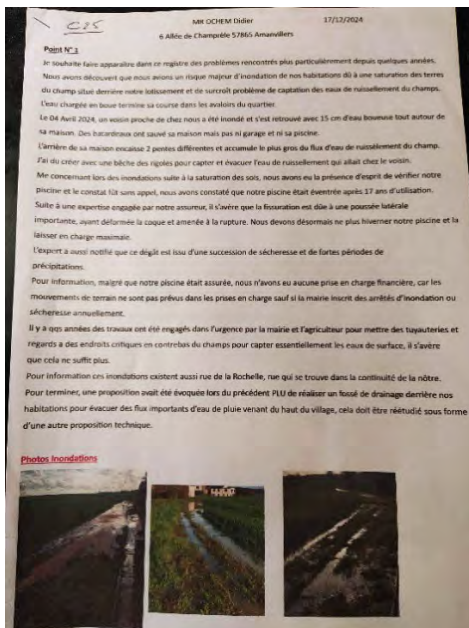 C25
MR OCHEM Didier 17/12/2024
6 Allée de Champrêle 57865 Amanvillers
Point N° 1
Je souhaite faire apparaitre dans ce registre des problèmes rencontrés plus particulièrement depuis quelques années.
Nous avons découvert que nous avions un risque majeur d'inondation de nos habitations dû à une saturation des terres
du champ situé derrière notre lotissement et de surcroit problème de captation des eaux de ruissellement du champs.
L'eau chargée en boue termine sa course dans les avaloirs du quartier.
Le 04 Avril 2024, un voisin proche de chez nous a été inondé et s'est retrouvé avec 15 cm d'eau boueuse tout autour de
sa maison. Des batardeaux ont sauvé sa maison mais pas ni garage et ni sa piscine.
L'arrière de sa maison encaisse 2 pentes différentes et accumule le plus gros du flux d'eau de ruissèlement du champ.
J'ai du créer avec une bêche des rigoles pour capter et évacuer l'eau de ruissellement qui allait chez le voisin.
Me concernant lors des inondations suite à la saturation des sols, nous avons eu la présence d'esprit de vérifier notre
piscine et le constat fût sans appel, nous avons constaté que notre piscine était éventrée après 17 ans d'utilisation.
Suite à une expertise engagée par notre assureur, il s'avère que la fissuration est dûe à une poussée latérale
importante, ayant déformée la coque et amenée à la rupture. Nous devons désormais ne plus hiverner notre piscine et la
laisser en charge maximale.
L'expert a aussi notifié que ce dégât est issu d'une succession de sécheresse et de fortes périodes de
précipitations.
Pour information, malgré que notre piscine était assurée, nous n'avons eu aucune prise en charge financière, car les
mouvements de terrain ne sont pas prévus dans les prises en charge sauf si la mairie inscrit des arrêtés d'inondation ou
sécheresse annuellement.
Il y a qqs années des travaux ont été engagés dans l'urgence par la mairie et l'agriculteur pour mettre des tuyauteries et
regards a des endroits critiques en contrebas du champs pour capter essentiellement les eaux de surface, il s'avère
que cela ne suffit plus.
Pour information ces inondations existent aussi rue de la Rochelle, rue qui se trouve dans la continuité de la nôtre.
Pour terminer, une proposition avait été évoquée lors du précédent PLU de réaliser un fossé de drainage derrière nos
habitations pour évacuer des flux importants d'eau de pluie venant du haut du village, cela doit être réétudié sous forme
d'une autre proposition technique.
Photos Inondations